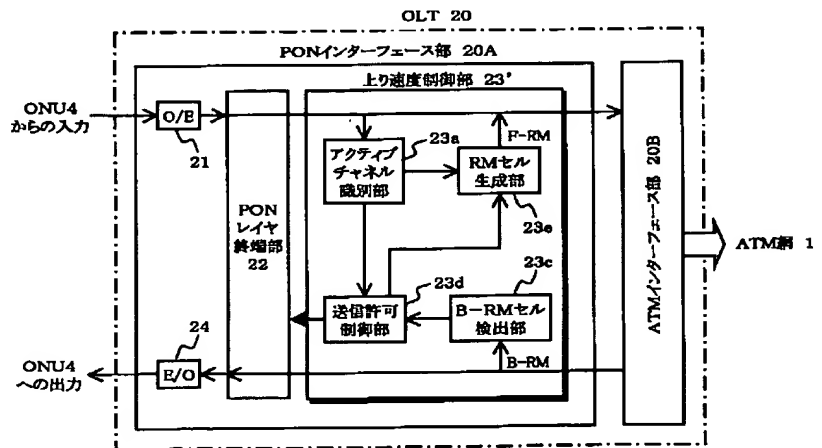 OLT 20
PONインターフェース部 20A
上り速度制御部 23'
ONU4
からの入力
O/E
21
F-RM
23a
アクティブ
チャネル
識別部
RMセル
生成部
23e
PON
レイヤ
終端部
22
ATMインターフェース部 20B
ATM網 1
23d
23c
送信許可
制御部
B-RMセル
検出部
24
B-RM
ONU4
への出力
E/O